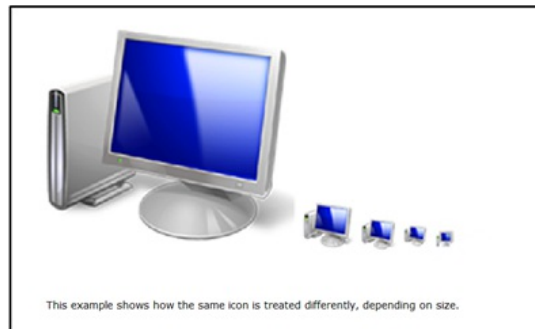 This example shows how the same icon is treated differently, depending on size.